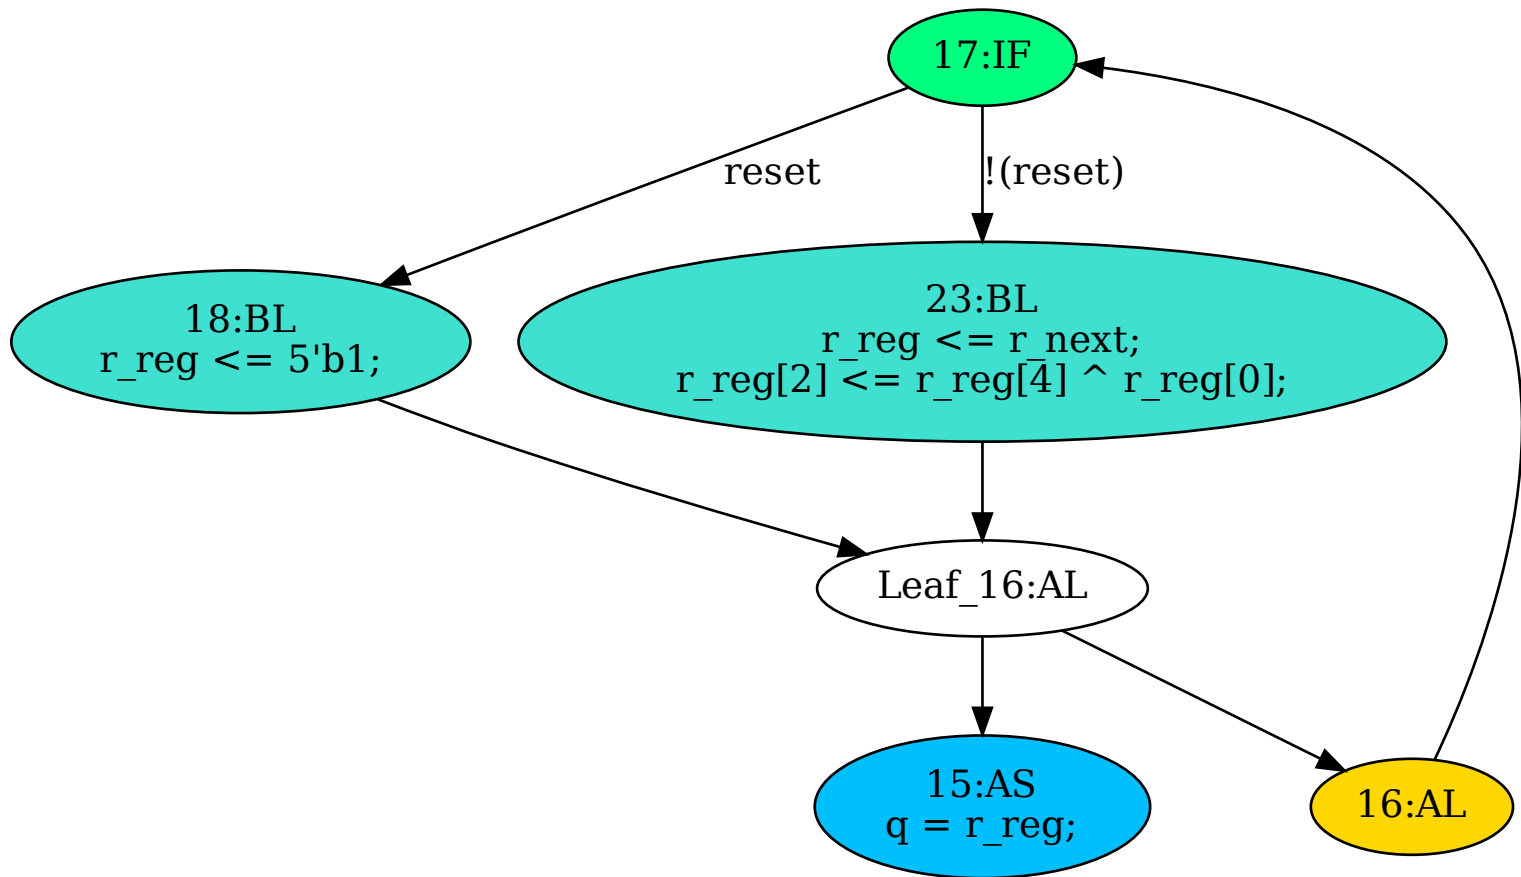 17:IF
reset
!(reset)
18:BL
r_reg <= 5'b1;
23:BL
r_reg <= r_next;
r_reg[2] <= r_reg[4] ^ r_reg[0];
Leaf_16:AL
15:AS
q = r_reg;
16:AL